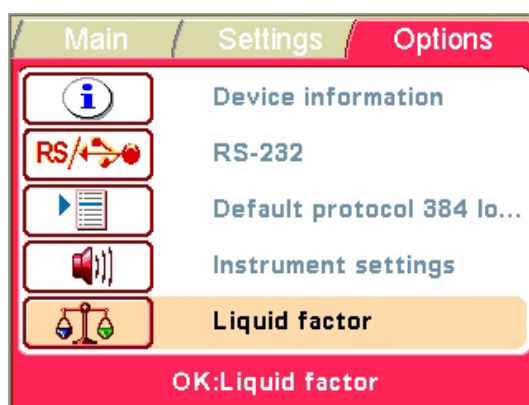 Main Settings Options
Device information
RS/ RS-232
Default protocol 384 lo...
Instrument settings
Liquid factor
OK:Liquid factor